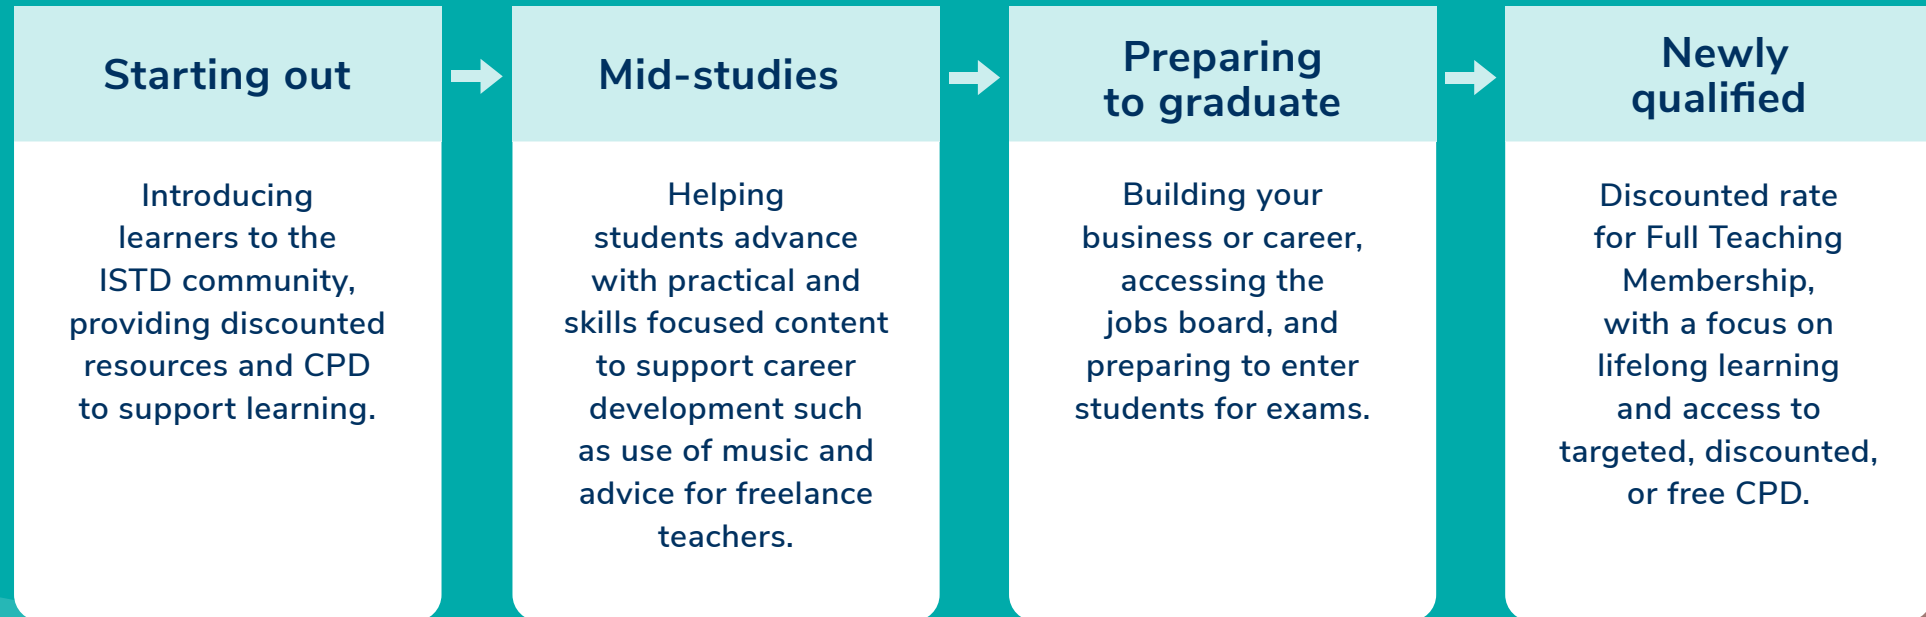 Starting out
Introducing
learners to the
ISTD community,
providing discounted
resources and CPD
to support learning.
Mid-studies
Helping
students advance
with practical and
skills focused content
to support career
development such
as use of music and
advice for freelance
teachers.
Preparing
to graduate
Building your
business or career,
accessing the
jobs board, and
preparing to enter
students for exams.
Newly
qualified
Discounted rate
for Full Teaching
Membership,
with a focus on
lifelong learning
and access to
targeted, discounted,
or free CPD.